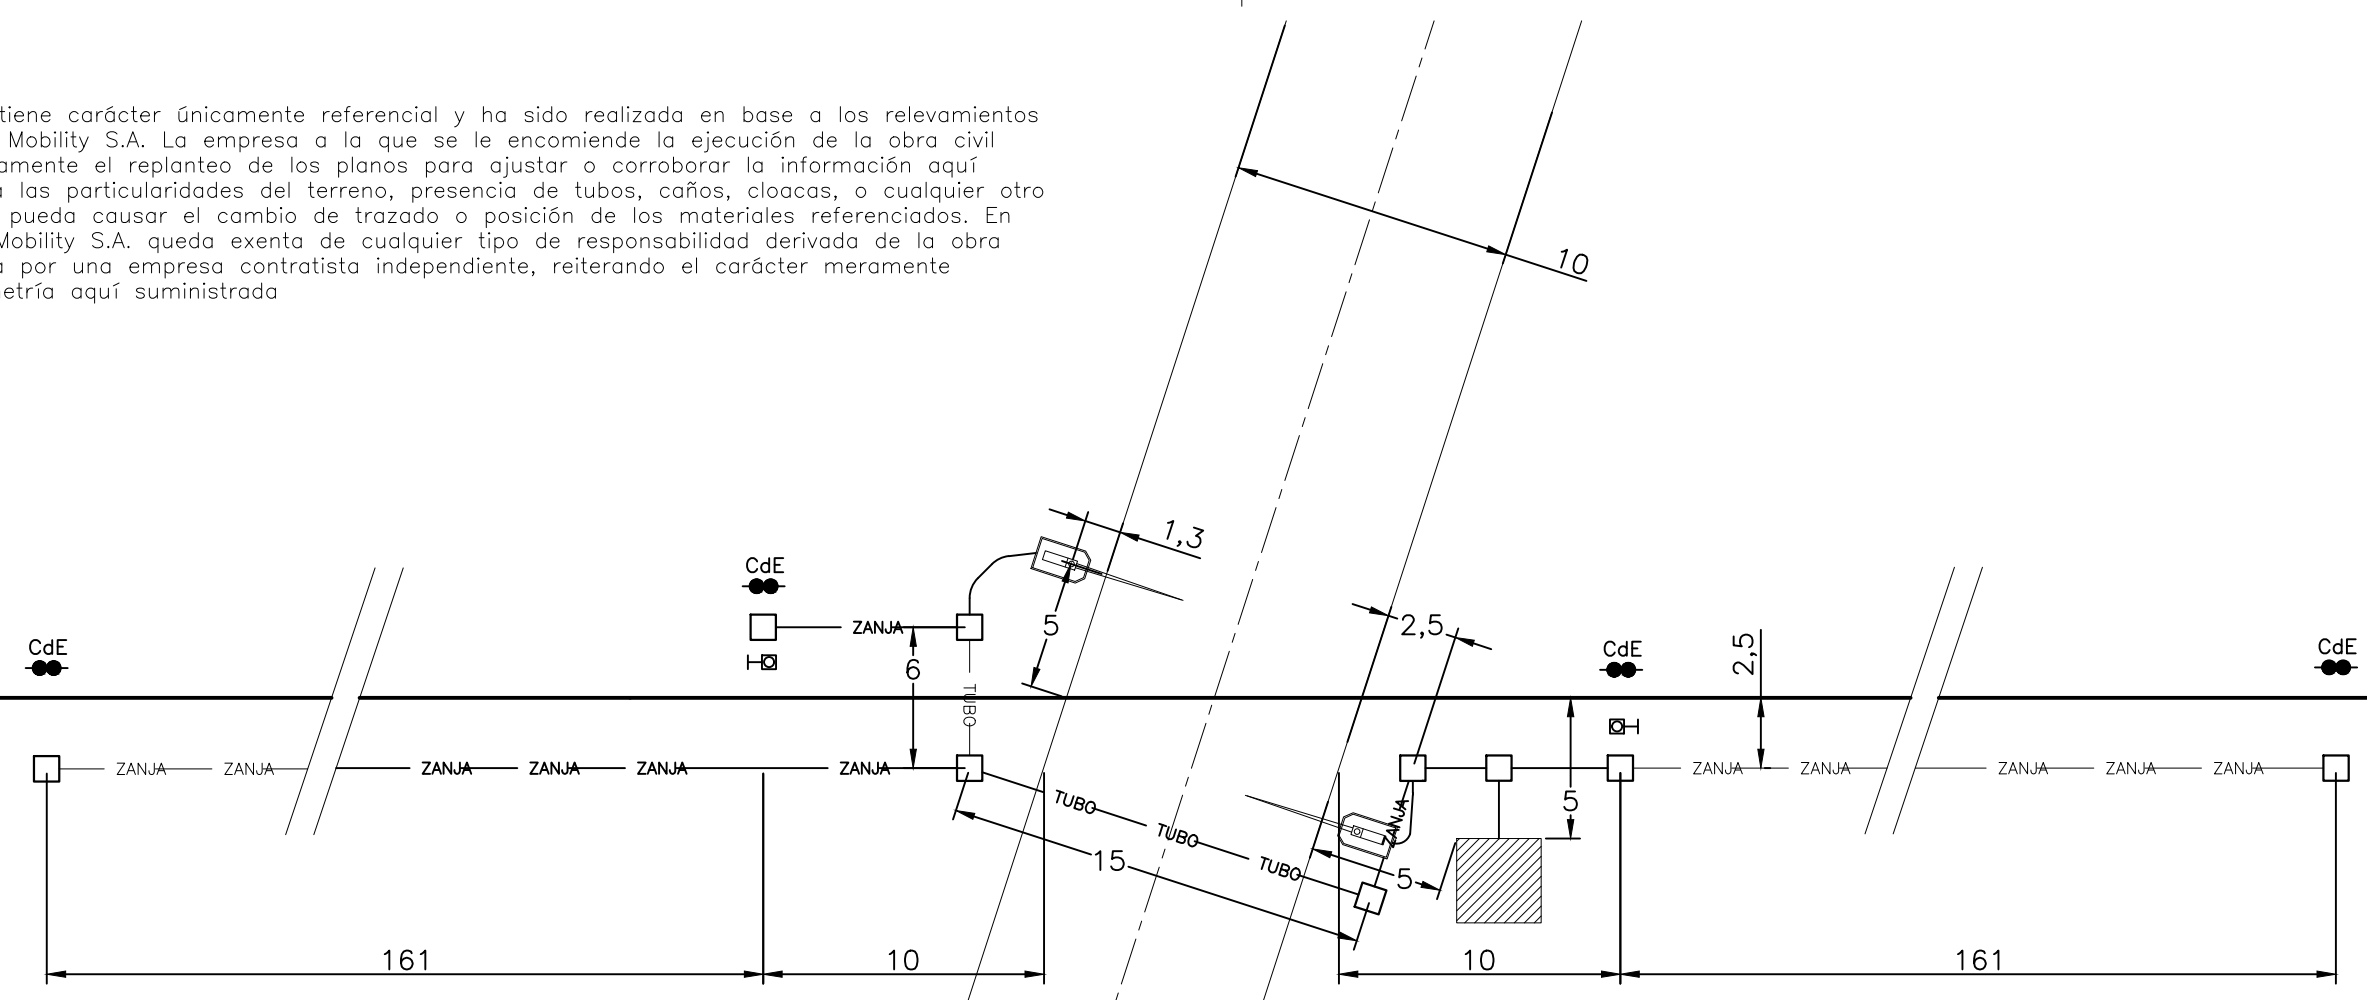 tiene carácter únicamente referencial y ha sido realizada en base a los relevamientos
Mobility S.A. La empresa a la que se le encomiende la ejecución de la obra civil
amente el replanteo de los planos para ajustar o corroborar la información aquí
a las particularidades del terreno, presencia de tubos, caños, cloacas, o cualquier otro
pueda causar el cambio de trazado o posición de los materiales referenciados. En
Mobility S.A. queda exenta de cualquier tipo de responsabilidad derivada de la obra
a por una empresa contratista independiente, reiterando el carácter meramente
etría aquí suministrada
10
1,3
CdE
5
2,5
CdE
CdE
CdE
2,5
ZANJA
6
TUBO
ZANJA
ZANJA
ZANJA
ZANJA
ZANJA
ZANJA
ZANJA
ZANJA
ZANJA
ZANJA
ZANJA
TUBO
TUBO
TUBO
ZANJA
5
15
5
161
10
10
161